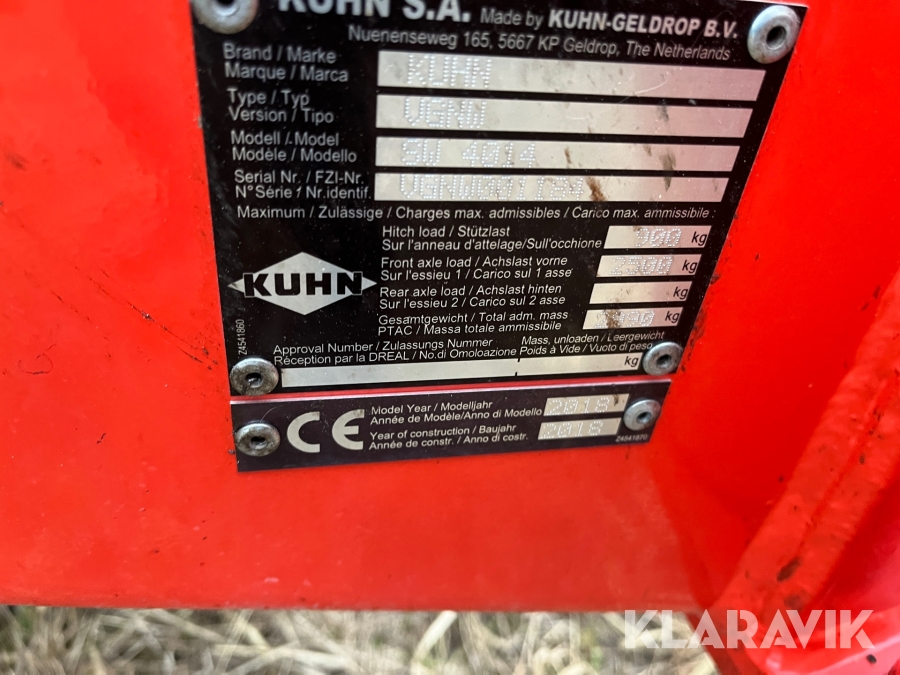 KUHN S.A. Made by KUHN-GELDROP B.V.
Nuenenseweg 165, 5667 KP Geldrop, The Netherlands
Brand / Marke
Marque / Marca
KUHN
Type / Typ
Version / Tipo
VGNW
Modell / Model
Modèle / Modello
SW 4014
Serial Nr. / FZI-Nr.
N° Série / Nr.identif.
Maximum / Zulässige / Charges max. admissibles / Carico max. ammissibile :
Hitch load / Stützlast
Sur l'anneau d'attelage/Sull'occhione
900 kg
Front axle load / Achslast vorne
Sur l'essieu 1 / Carico sul 1 asse
kg
Rear axle load / Achslast hinten
Sur l'essieu 2 / Carico sul 2 asse
kg
Gesamtgewicht / Total adm. mass
PTAC / Massa totale ammissibile
kg
KUHN
Z4541860
Approval Number / Zulassungs Nummer
Réception par la DREAL / No.di Omoloazione
Mass, unloaden / Leergewicht
Poids à Vide / Vuoto di peso
kg
CE
Model Year / Modelljahr
Année de Modèle/Anno di Modello
2018
Year of construction / Baujahr
Année de constr. / Anno di costr.
2018
Z4541870
KLARAVIK